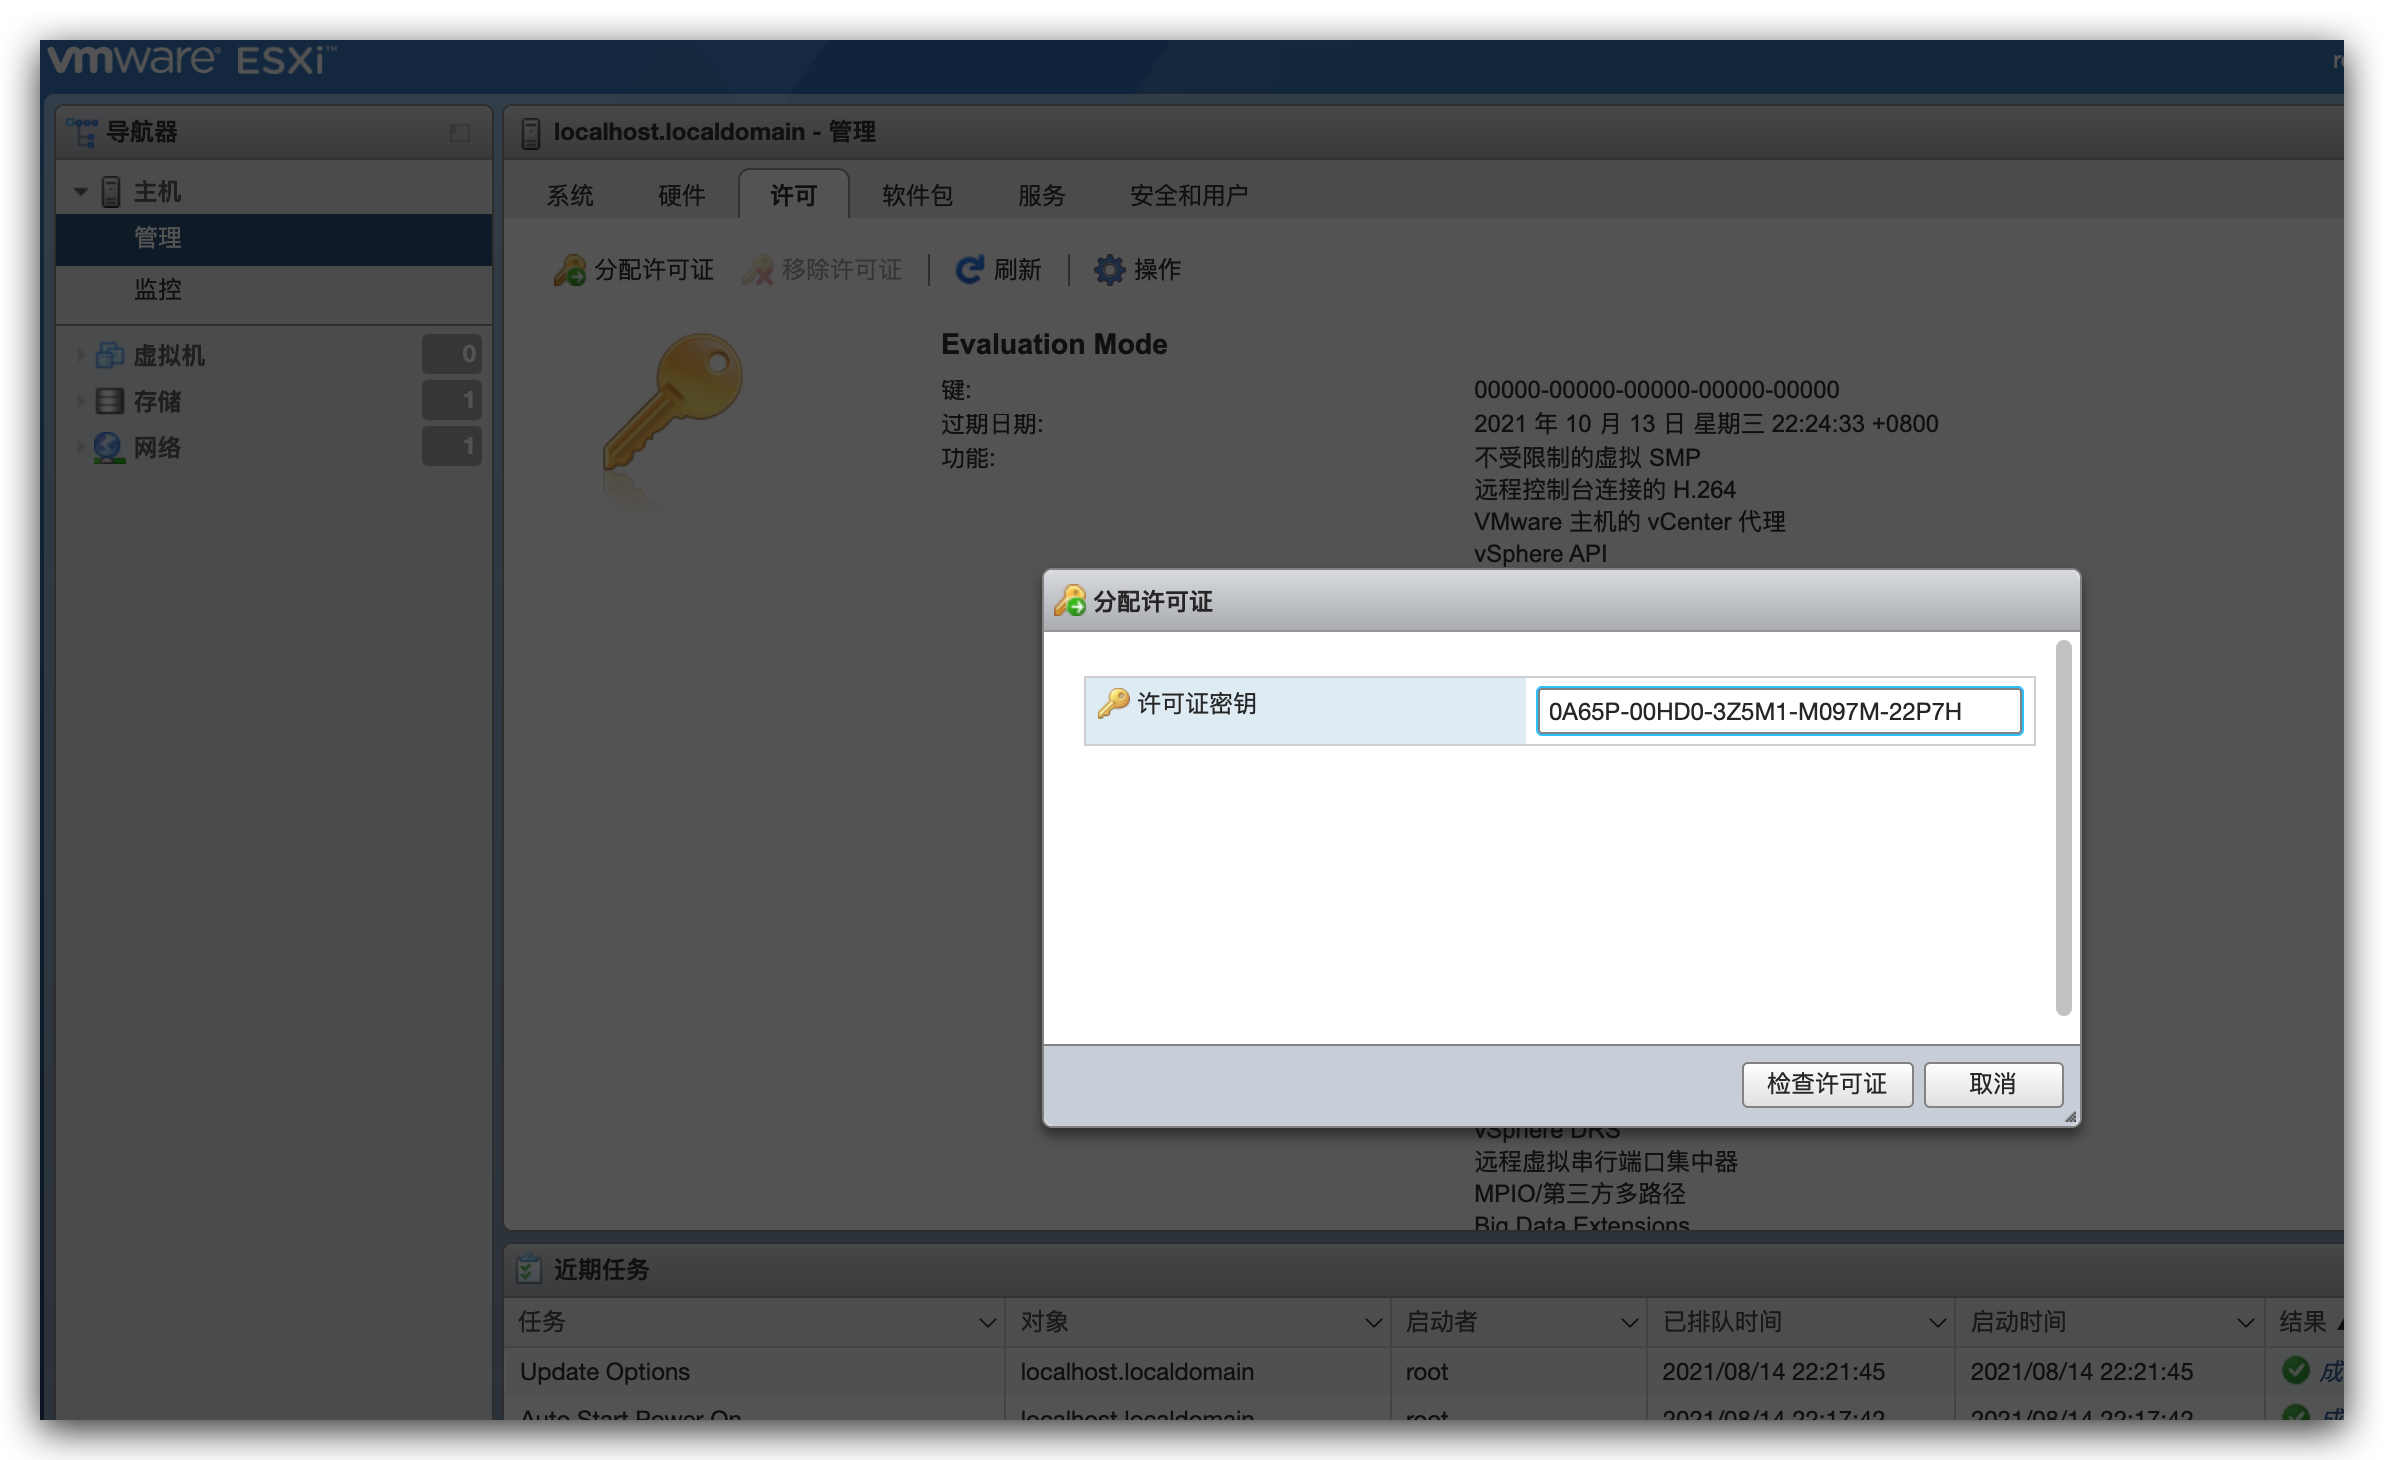 vmware® ESXi™
导航器
主机
管理
监控
虚拟机 0
存储 1
网络 1
localhost.localdomain - 管理
系统 硬件 许可 软件包 服务 安全和用户
分配许可证 移除许可证 刷新 操作
Evaluation Mode
键: 00000-00000-00000-00000-00000
过期日期: 2021 年 10 月 13 日 星期三 22:24:33 +0800
功能: 不受限制的虚拟 SMP
远程控制台连接的 H.264
VMware 主机的 vCenter 代理
vSphere API
分配许可证
许可证密钥 0A65P-00HD0-3Z5M1-M097M-22P7H
检查许可证 取消
vSphere DRS
远程虚拟串行端口集中器
MPIO/第三方多路径
Big Data Extensions
近期任务
任务 对象 启动者 已排队时间 启动时间 结果
Update Options localhost.localdomain root 2021/08/14 22:21:45 2021/08/14 22:21:45 成
Auto Start Power On localhost.localdomain root 2021/08/14 22:17:42 2021/08/14 22:17:42 成